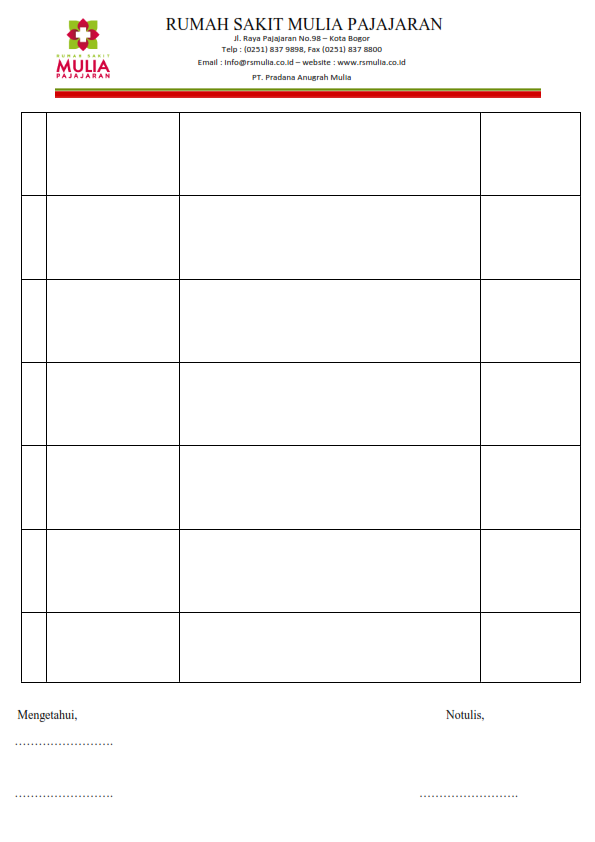 RUMAH SAKIT
MULIA
PAJAJARAN
RUMAH SAKIT MULIA PAJAJARAN
Jl. Raya Pajajaran No.98 – Kota Bogor
Telp : (0251) 837 9898, Fax (0251) 837 8800
Email : Info@rsmulia.co.id – website : www.rsmulia.co.id
PT. Pradana Anugrah Mulia
Mengetahui, Notulis,
…………………….
……………………. …………………….